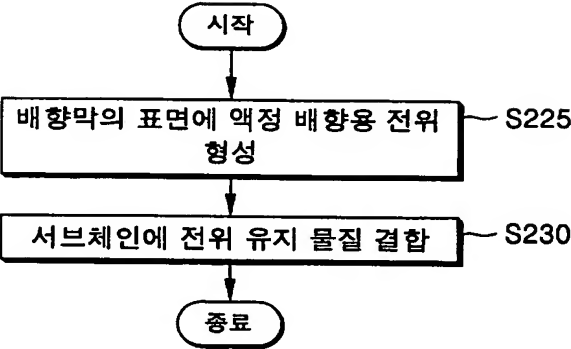 시작
배향막의 표면에 액정 배향용 전위
형성
S225
서브체인에 전위 유지 물질 결합
S230
종료